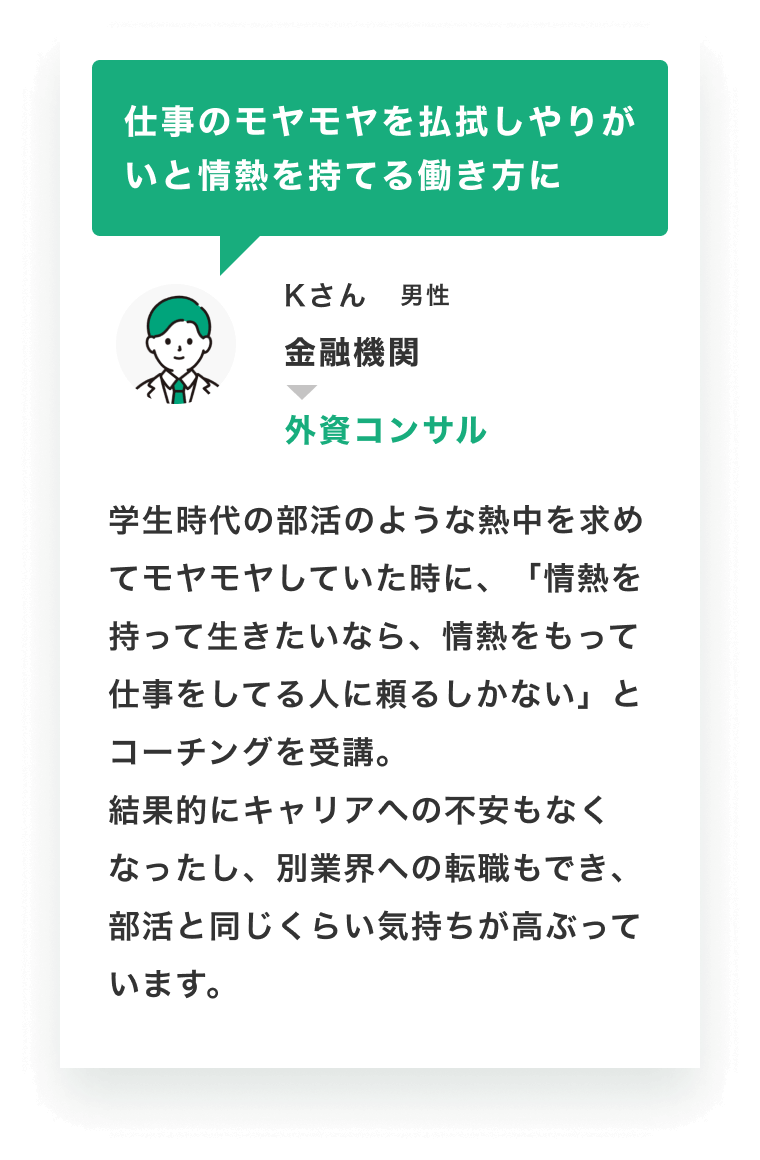 仕事のモヤモヤを払拭しやりが
いと情熱を持てる働き方に
Kさん 男性
金融機関
外資コンサル
学生時代の部活のような熱中を求め
てモヤモヤしていた時に、「情熱を
持って生きたいなら、情熱をもって
仕事をしてる人に頼るしかない」と
コーチングを受講。
結果的にキャリアへの不安もなく
なったし、別業界への転職もでき、
部活と同じくらい気持ちが高ぶって
います。